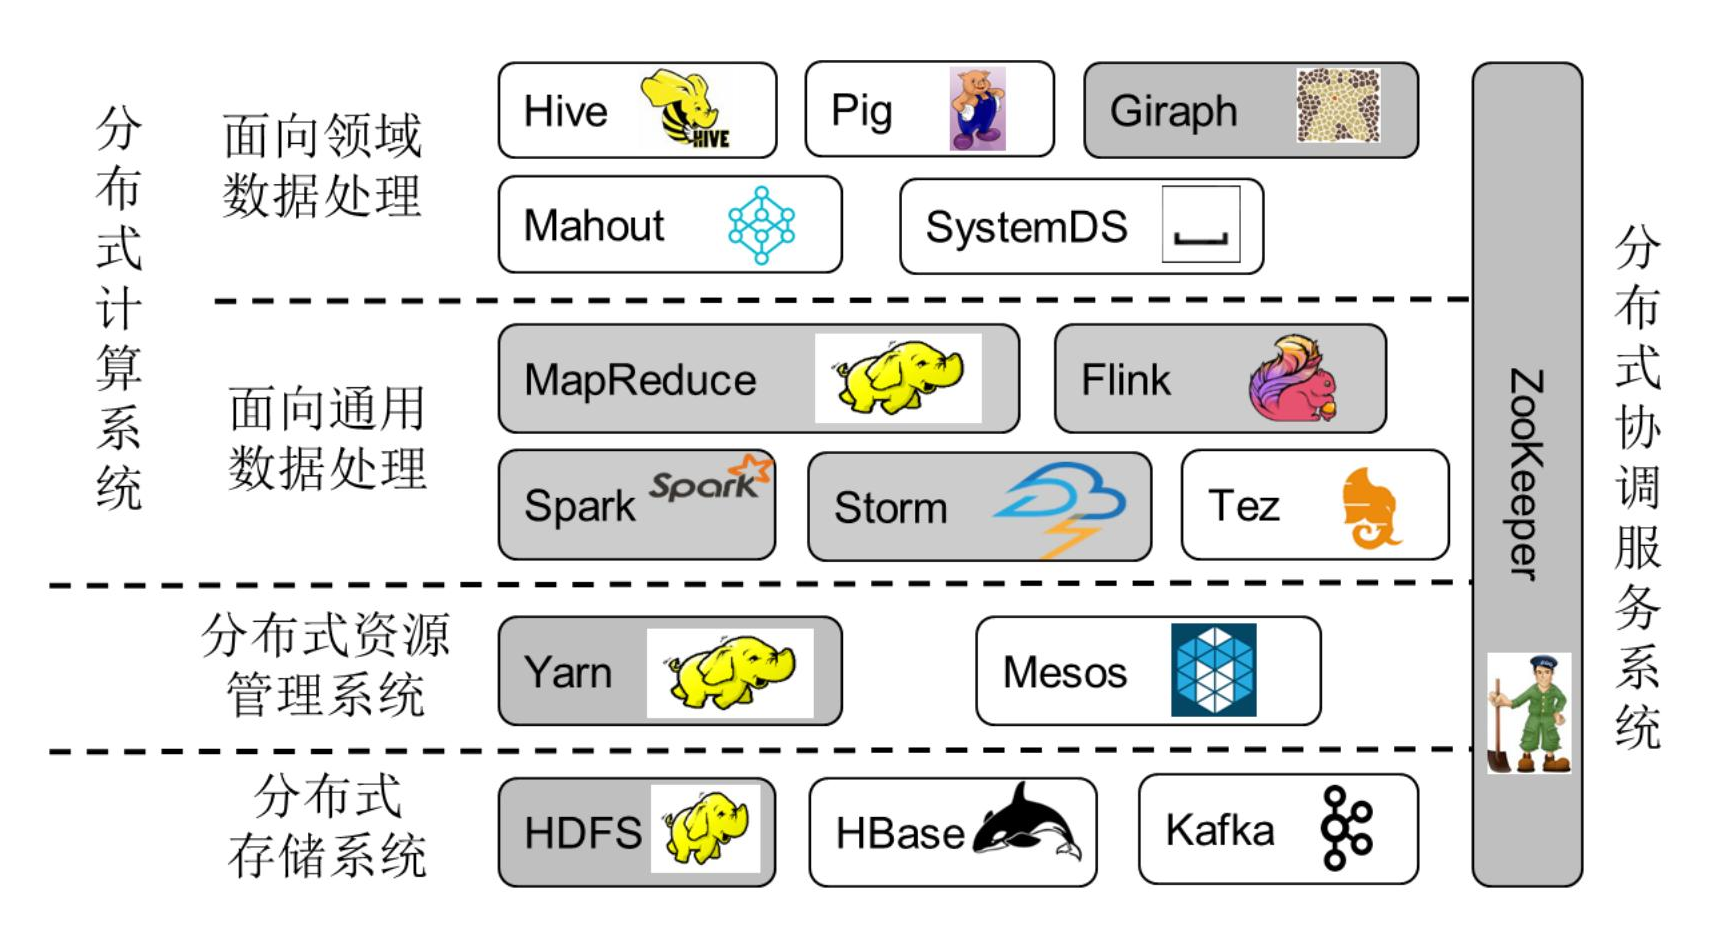 分布式计算系统
面向领域
数据处理
Hive
HIVE
Pig
Giraph
Mahout
SystemDS
面向通用
数据处理
MapReduce
Flink
Spark
Spark
Storm
Tez
分布式资源
管理系统
Yarn
Mesos
分布式
存储系统
HDFS
HBase
Kafka
ZooKeeper
分布式协调服务系统